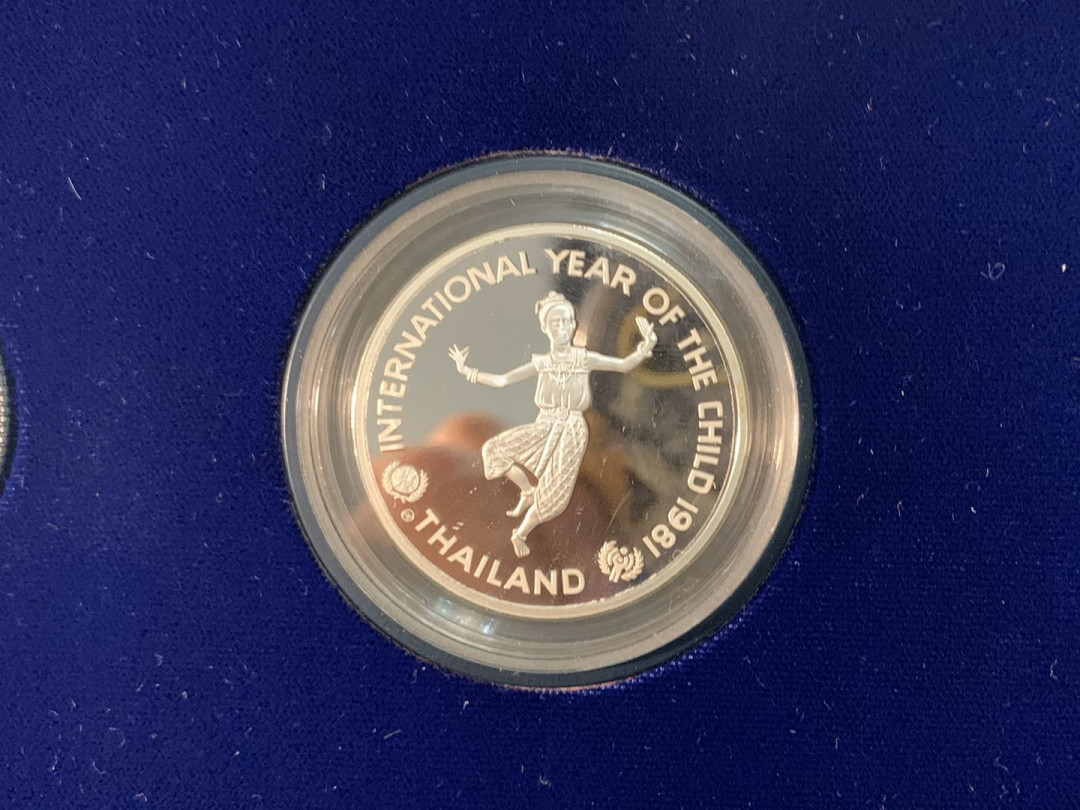 INTERNATIONAL YEAR OF THE CHILD 1981
THAILAND